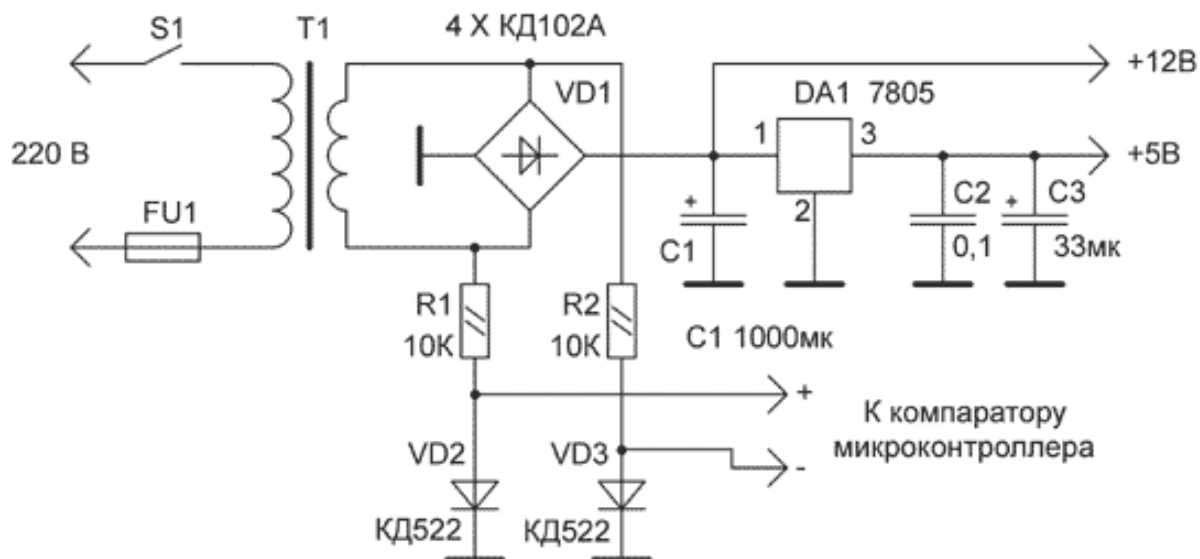 S1
T1
4 Х КД102А
VD1
+12В
DA1 7805
1
3
2
220 В
+5В
FU1
+
C1
C2
0,1
+
C3
33мк
R1
10К
R2
10К
С1 1000мк
+
-
К компаратору
микроконтроллера
VD2
КД522
VD3
КД522